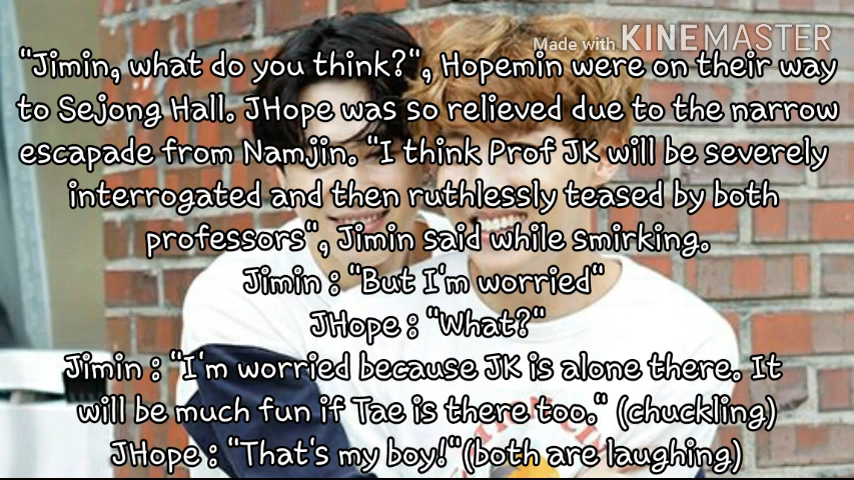 Made with KINEMASTER
"Jimin, what do you think?", Hopemin were on their way
to Sejong Hall. JHope was so relieved due to the narrow
escapade from Namjin. "I think Prof JK will be severely
interrogated and then ruthlessly teased by both
professors", Jimin said while smirking.
Jimin : "But I'm worried"
JHope : "What?"
Jimin : "I'm worried because JK is alone there. It
will be much fun if Tae is there too." (chuckling)
JHope : "That's my boy!"(both are laughing)